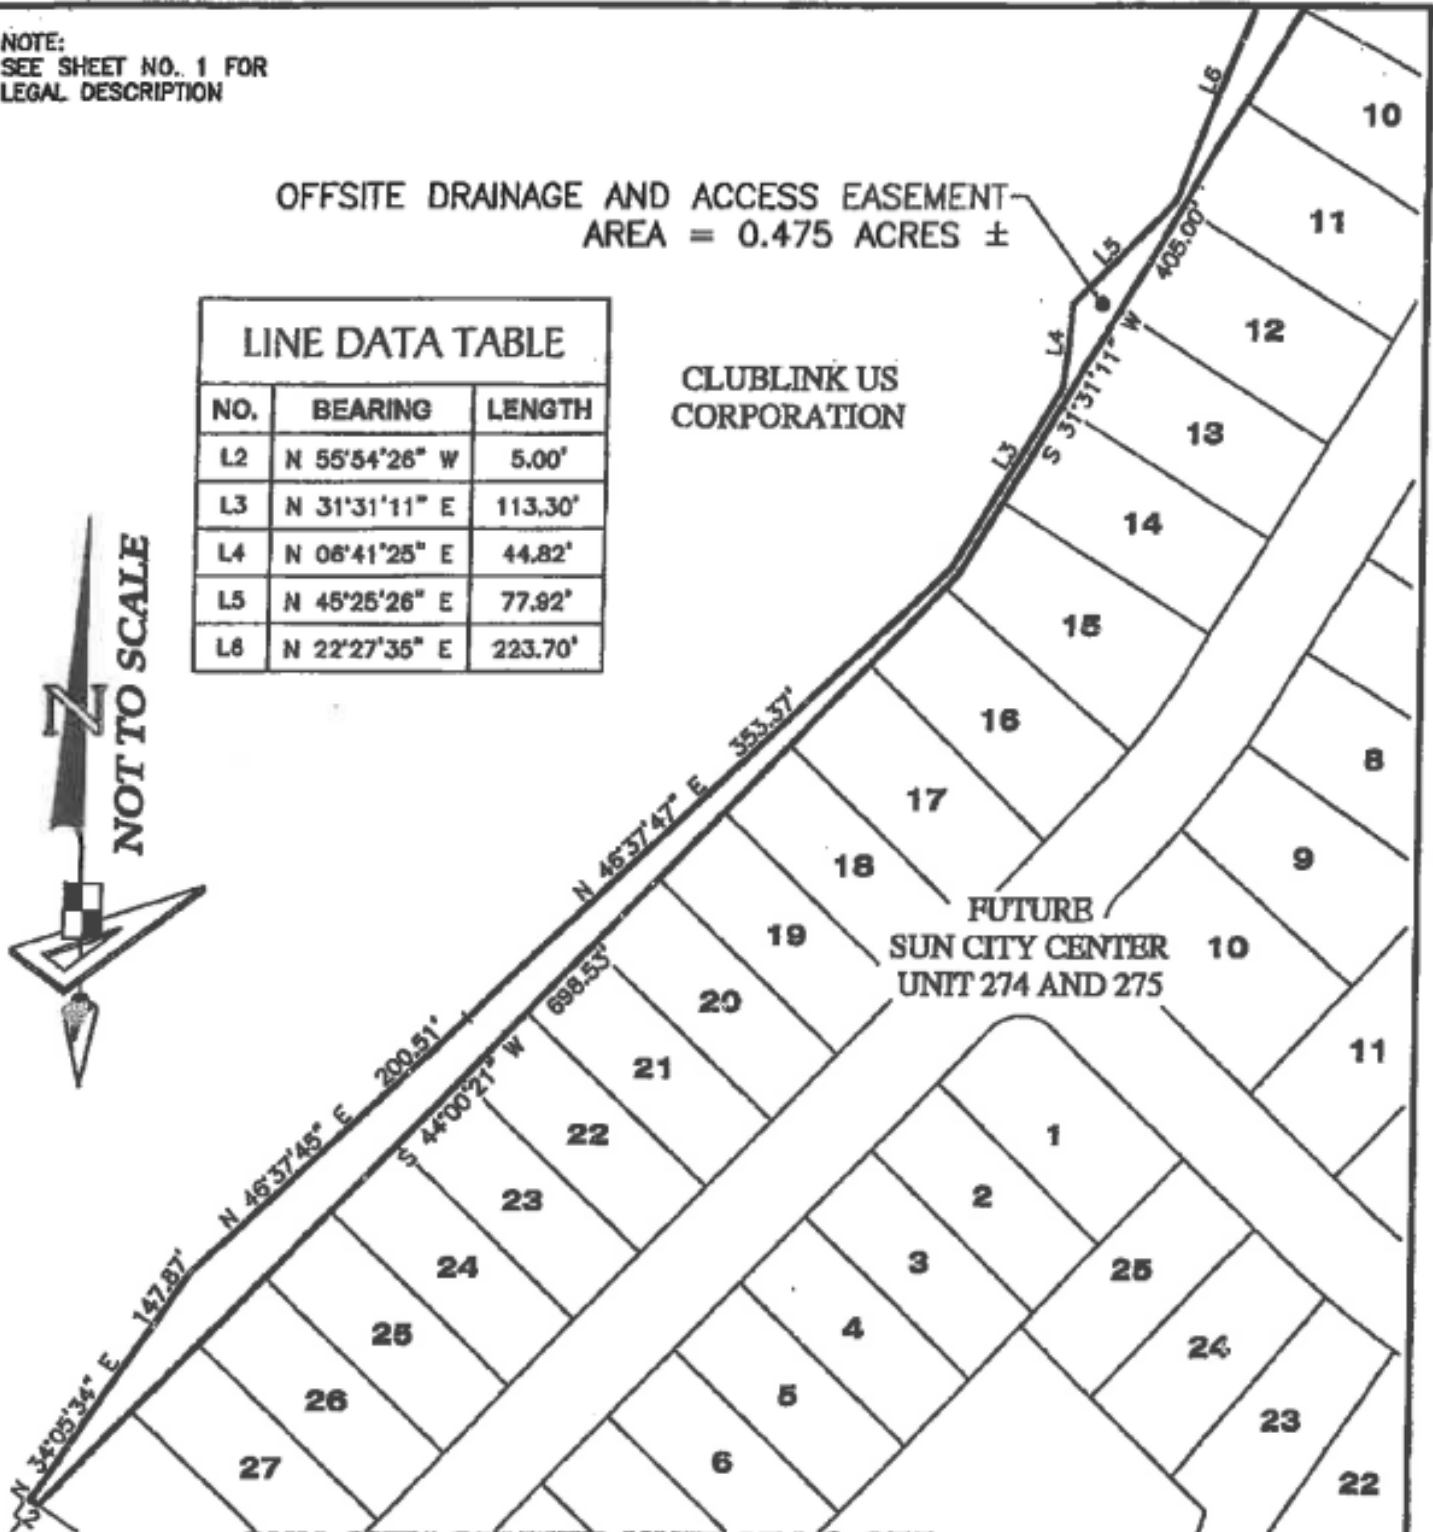 NOTE:
SEE SHEET NO. 1 FOR
LEGAL DESCRIPTION
OFFSITE DRAINAGE AND ACCESS EASEMENT
AREA = 0.475 ACRES ±
LINE DATA TABLE
NO. BEARING LENGTH
L2 N 55°54'26" W 5.00'
L3 N 31°31'11" E 113.30'
L4 N 06°41'25" E 44.82'
L5 N 45°25'26" E 77.92'
L6 N 22°27'35" E 223.70'
CLUBLINK US
CORPORATION
N
NOT TO SCALE
L6
L5
L4
L3
405.00'
S 31°31'11" W
N 46°37'47" E 353.37'
S 44°00'21" W 698.53'
N 46°37'45" E 200.51'
N 34°05'34" E 147.87'
10
11
12
13
14
15
16
17
18
19
20
21
22
23
24
25
26
27
8
9
10
11
FUTURE
SUN CITY CENTER
UNIT 274 AND 275
1
2
3
4
5
6
25
24
23
22